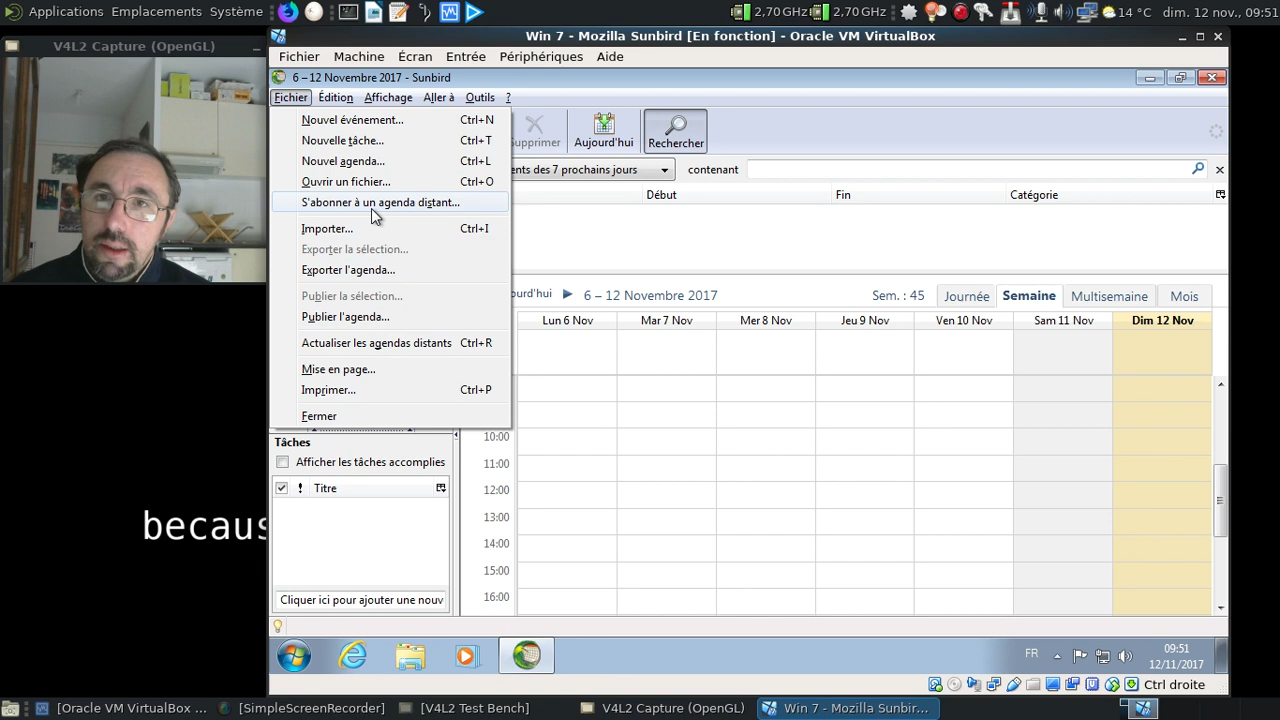 Applications Emplacements Système 2,70 GHz 2,70 GHz 14 °C dim. 12 nov., 09:51
V4L2 Capture (OpenGL)
Win 7 - Mozilla Sunbird [En fonction] - Oracle VM VirtualBox
Fichier Machine Écran Entrée Périphériques Aide
6 – 12 Novembre 2017 - Sunbird
Fichier Édition Affichage Aller à Outils ?
Nouvel événement... Ctrl+N
Nouvelle tâche... Ctrl+T
Nouvel agenda... Ctrl+L
Ouvrir un fichier... Ctrl+O
S'abonner à un agenda distant...
Importer... Ctrl+I
Exporter la sélection...
Exporter l'agenda...
Publier la sélection...
Publier l'agenda...
Actualiser les agendas distants Ctrl+R
Mise en page...
Imprimer... Ctrl+P
Fermer
upprimer Aujourd'hui Rechercher
ents des 7 prochains jours contenant
Début Fin Catégorie
ourd'hui 6 – 12 Novembre 2017 Sem. : 45 Journée Semaine Multisemaine Mois
Lun 6 Nov Mar 7 Nov Mer 8 Nov Jeu 9 Nov Ven 10 Nov Sam 11 Nov Dim 12 Nov
10:00
11:00
12:00
13:00
14:00
15:00
16:00
Tâches
Afficher les tâches accomplies
! Titre
Cliquer ici pour ajouter une nouv
becaus
FR 09:51
12/11/2017
Ctrl droite
[Oracle VM VirtualBox ... [SimpleScreenRecorder] [V4L2 Test Bench] V4L2 Capture (OpenGL) Win 7 - Mozilla Sunbir...